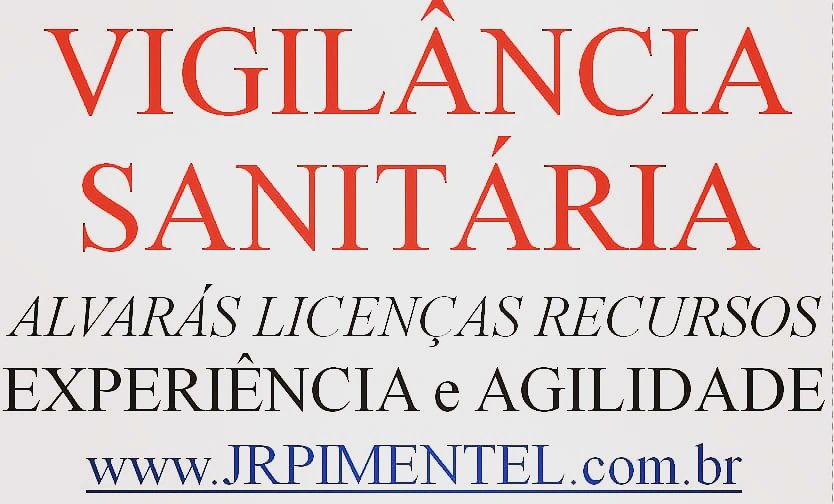 VIGILÂNCIA
SANITÁRIA
ALVARÁS LICENÇAS RECURSOS
EXPERIÊNCIA e AGILIDADE
www.JRPIMENTEL.com.br